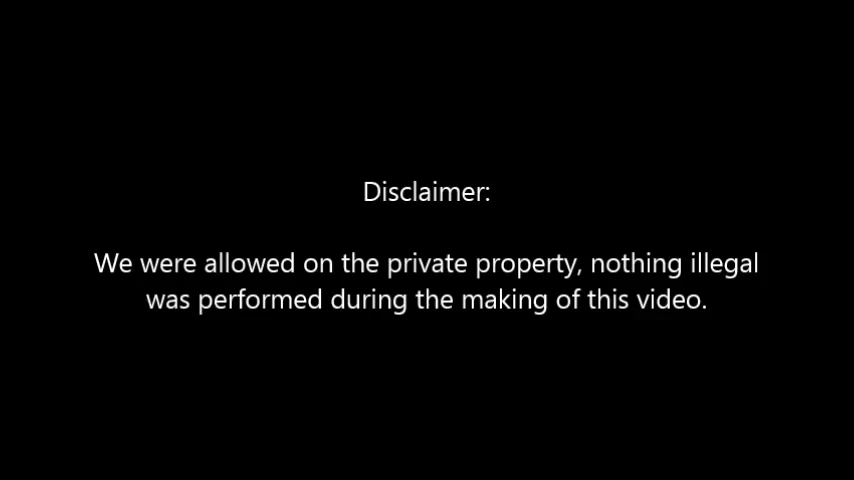 Disclaimer:
We were allowed on the private property, nothing illegal
was performed during the making of this video.